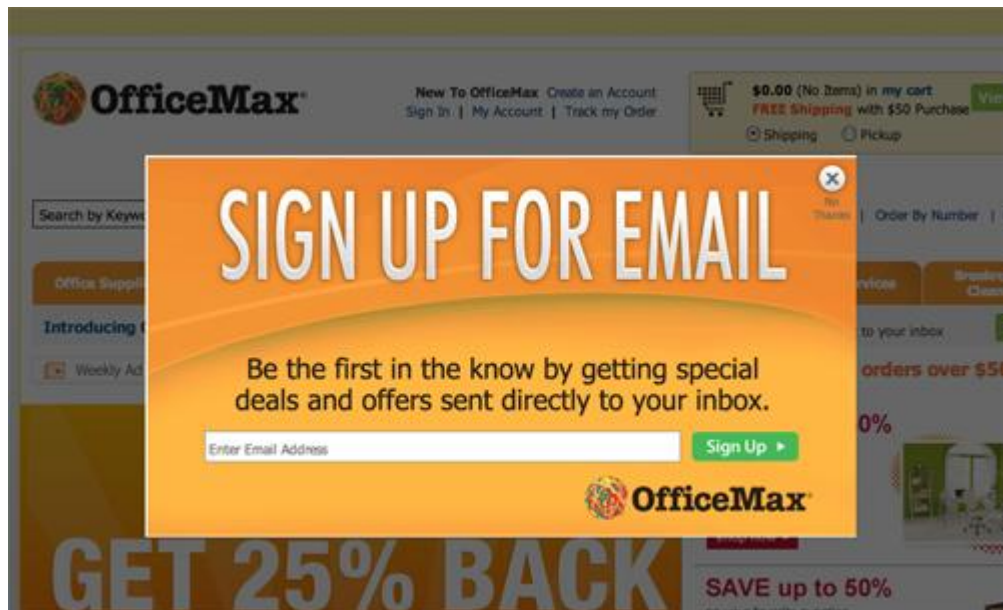 OfficeMax
New To OfficeMax Create an Account
Sign In | My Account | Track my Order
$0.00 (No Items) in my cart
FREE Shipping with $50 Purchase
Shipping Pickup
No
Thanks
Search by Keyw
| Order By Number |
SIGN UP FOR EMAIL
Office Suppli
Introducing
to your inbox
Weekly Ad
orders over $5
Be the first in the know by getting special
deals and offers sent directly to your inbox.
0%
Enter Email Address
Sign Up
OfficeMax
GET 25% BACK
SAVE up to 50%